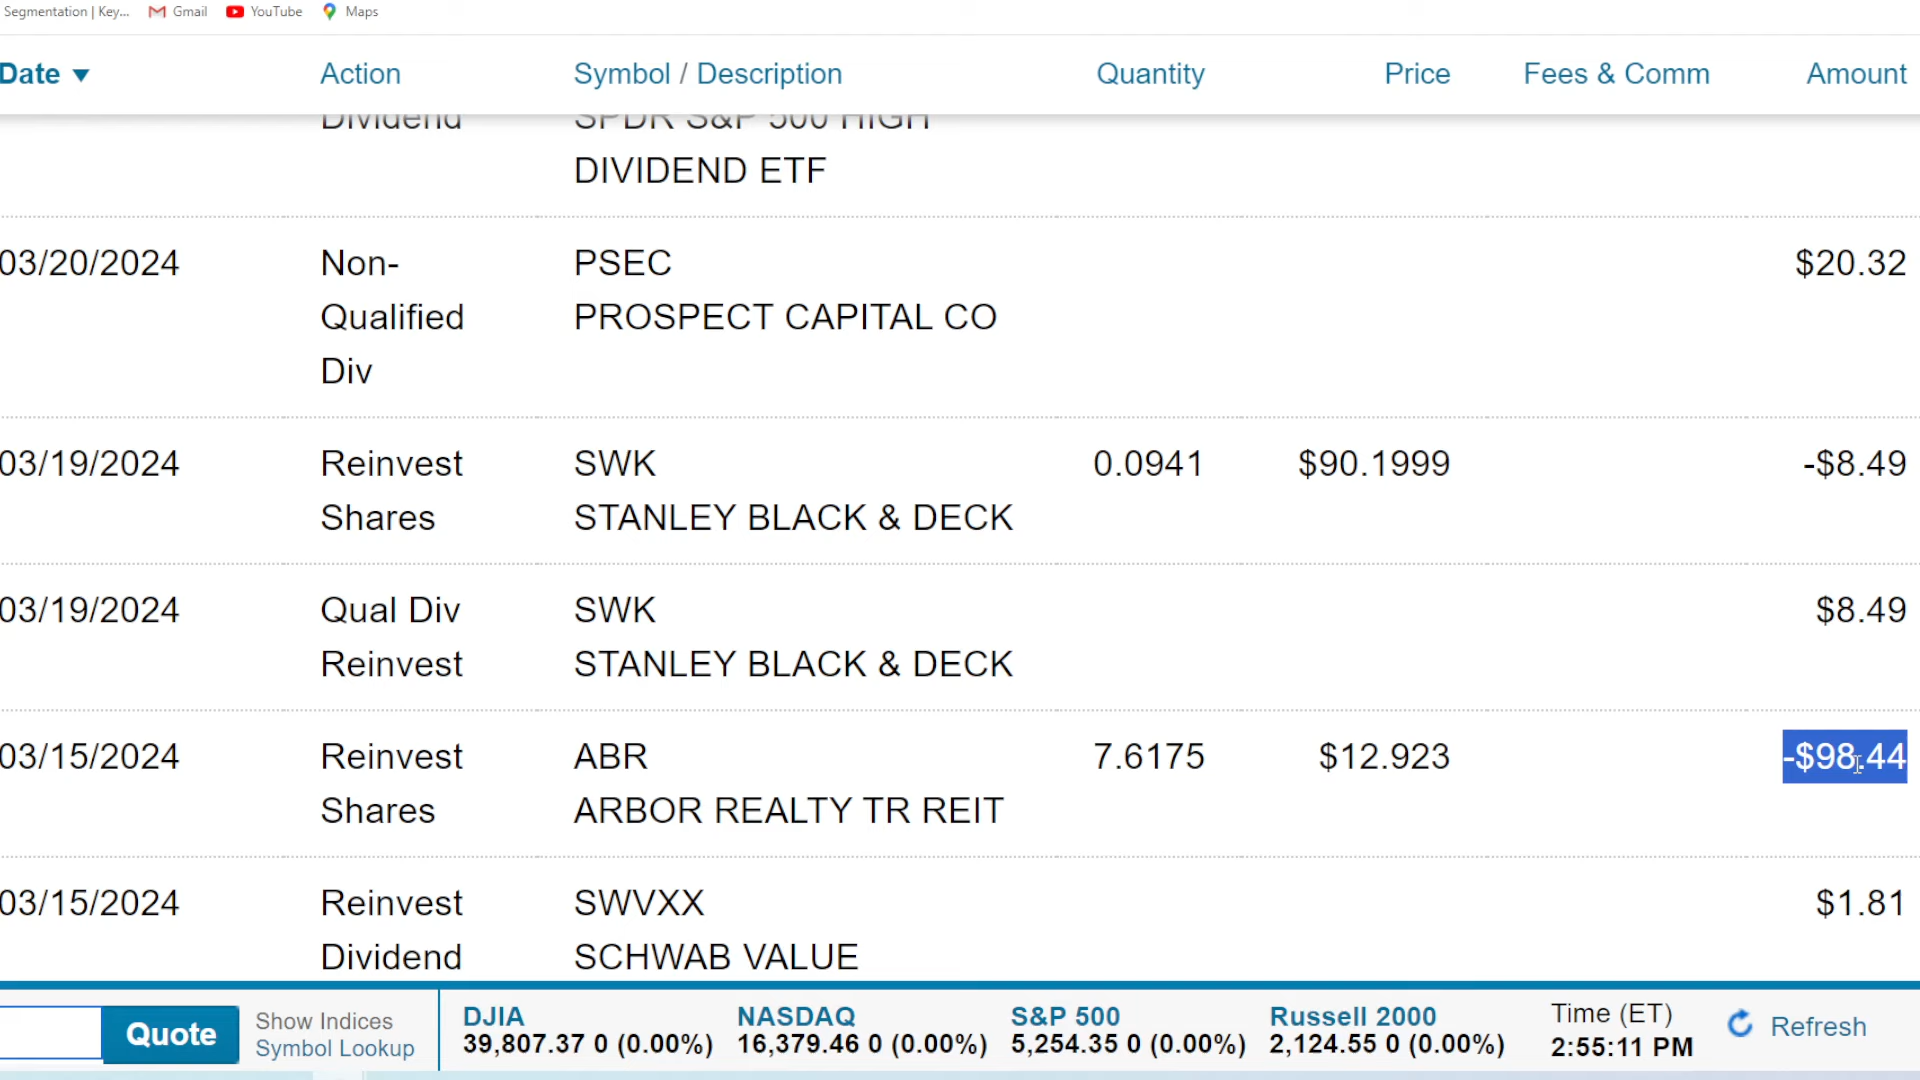 Segmentation | Key... Gmail YouTube Maps
Date ▼ Action Symbol / Description Quantity Price Fees & Comm Amount
Dividend SPDR S&P 500 HIGH
DIVIDEND ETF
03/20/2024 Non- PSEC $20.32
Qualified PROSPECT CAPITAL CO
Div
03/19/2024 Reinvest SWK 0.0941 $90.1999 -$8.49
Shares STANLEY BLACK & DECK
03/19/2024 Qual Div SWK $8.49
Reinvest STANLEY BLACK & DECK
03/15/2024 Reinvest ABR 7.6175 $12.923 -$98.44
Shares ARBOR REALTY TR REIT
03/15/2024 Reinvest SWVXX $1.81
Dividend SCHWAB VALUE
Quote Show Indices DJIA NASDAQ S&P 500 Russell 2000 Time (ET) Refresh
Symbol Lookup 39,807.37 0 (0.00%) 16,379.46 0 (0.00%) 5,254.35 0 (0.00%) 2,124.55 0 (0.00%) 2:55:11 PM